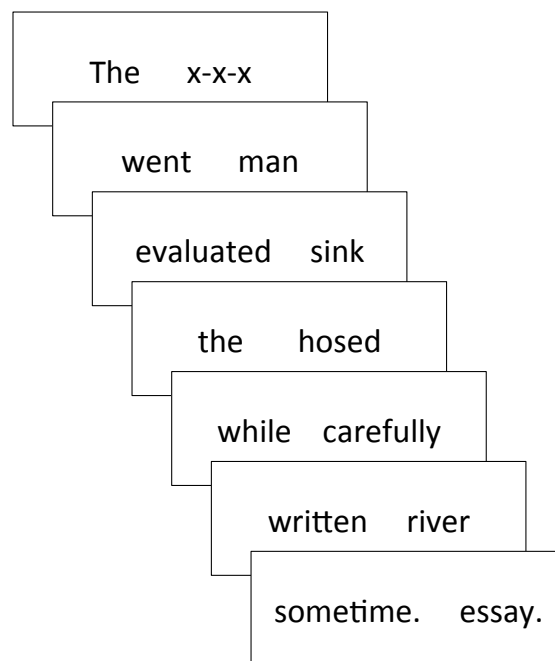 The x-x-x
went man
evaluated sink
the hosed
while carefully
written river
sometime. essay.